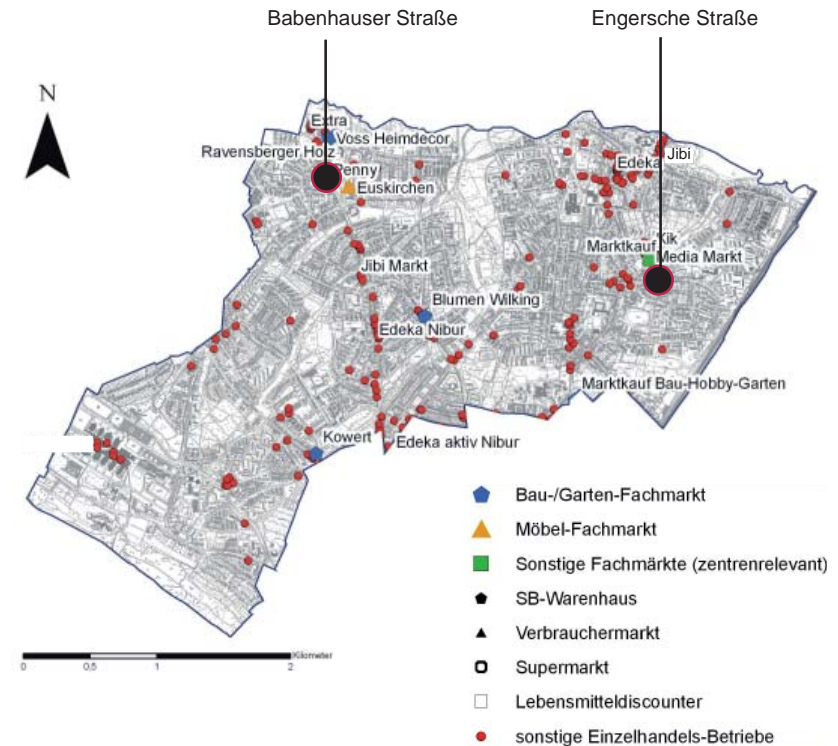 Babenhauser Straße
Engersche Straße
N
Extra
Voss Heimdecor
Ravensberger Holz
Penny
Euskirchen
Jibi
Edeka
Marktkauf
Kik
Media Markt
Jibi Markt
Blumen Wilking
Edeka Nibur
Marktkauf Bau-Hobby-Garten
Kowert
Edeka aktiv Nibur
Bau-/Garten-Fachmarkt
Möbel-Fachmarkt
Sonstige Fachmärkte (zentrenrelevant)
SB-Warenhaus
Verbrauchermarkt
Supermarkt
Lebensmitteldiscounter
sonstige Einzelhandels-Betriebe
Kilometer
0 0,5 1 2